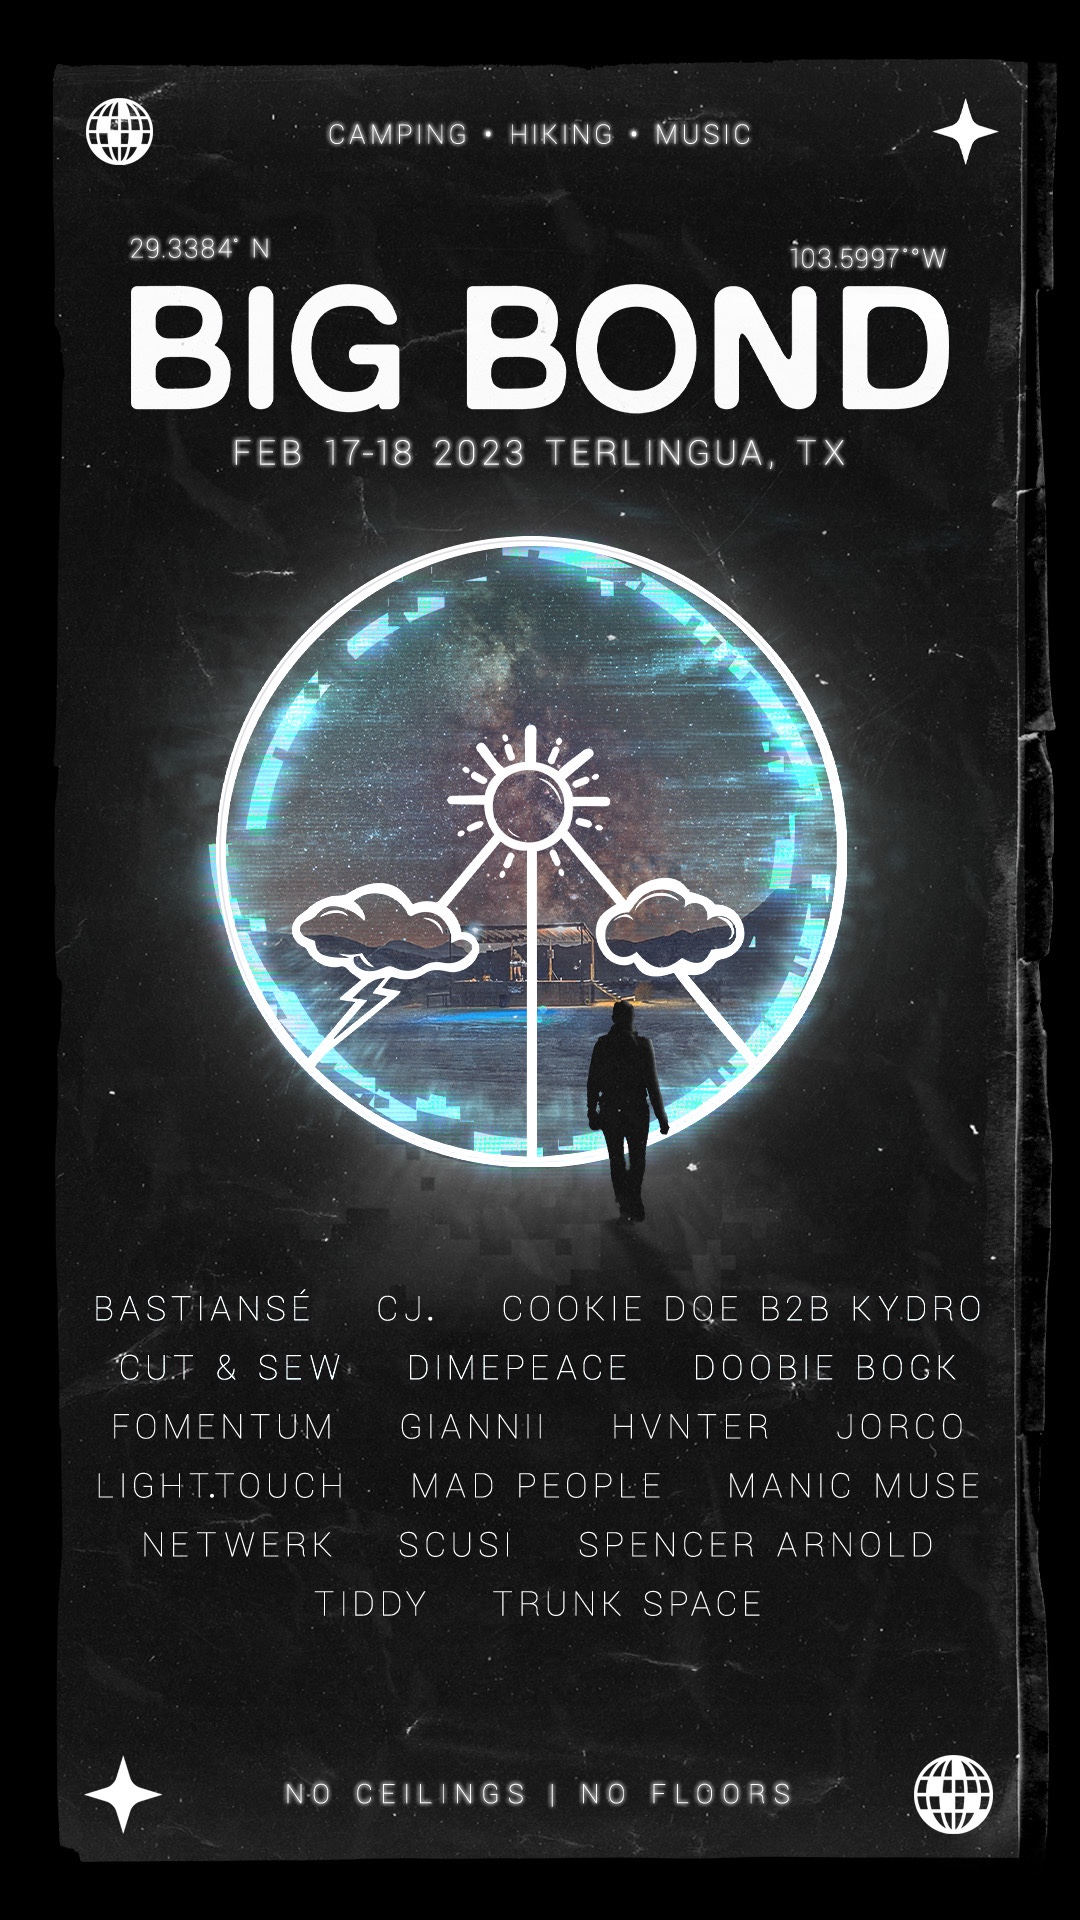 CAMPING • HIKING • MUSIC
29.3384° N
103.5997°°W
BIG BOND
FEB 17-18 2023 TERLINGUA, TX
BASTIANSÉ CJ. COOKIE DOE B2B KYDRO
CUT & SEW DIMEPEACE DOOBIE BOCK
FOMENTUM GIANNII HVNTER JORCO
LIGHTTOUCH MAD PEOPLE MANIC MUSE
NETWERK SCUSI SPENCER ARNOLD
TIDDY TRUNK SPACE
NO CEILINGS | NO FLOORS